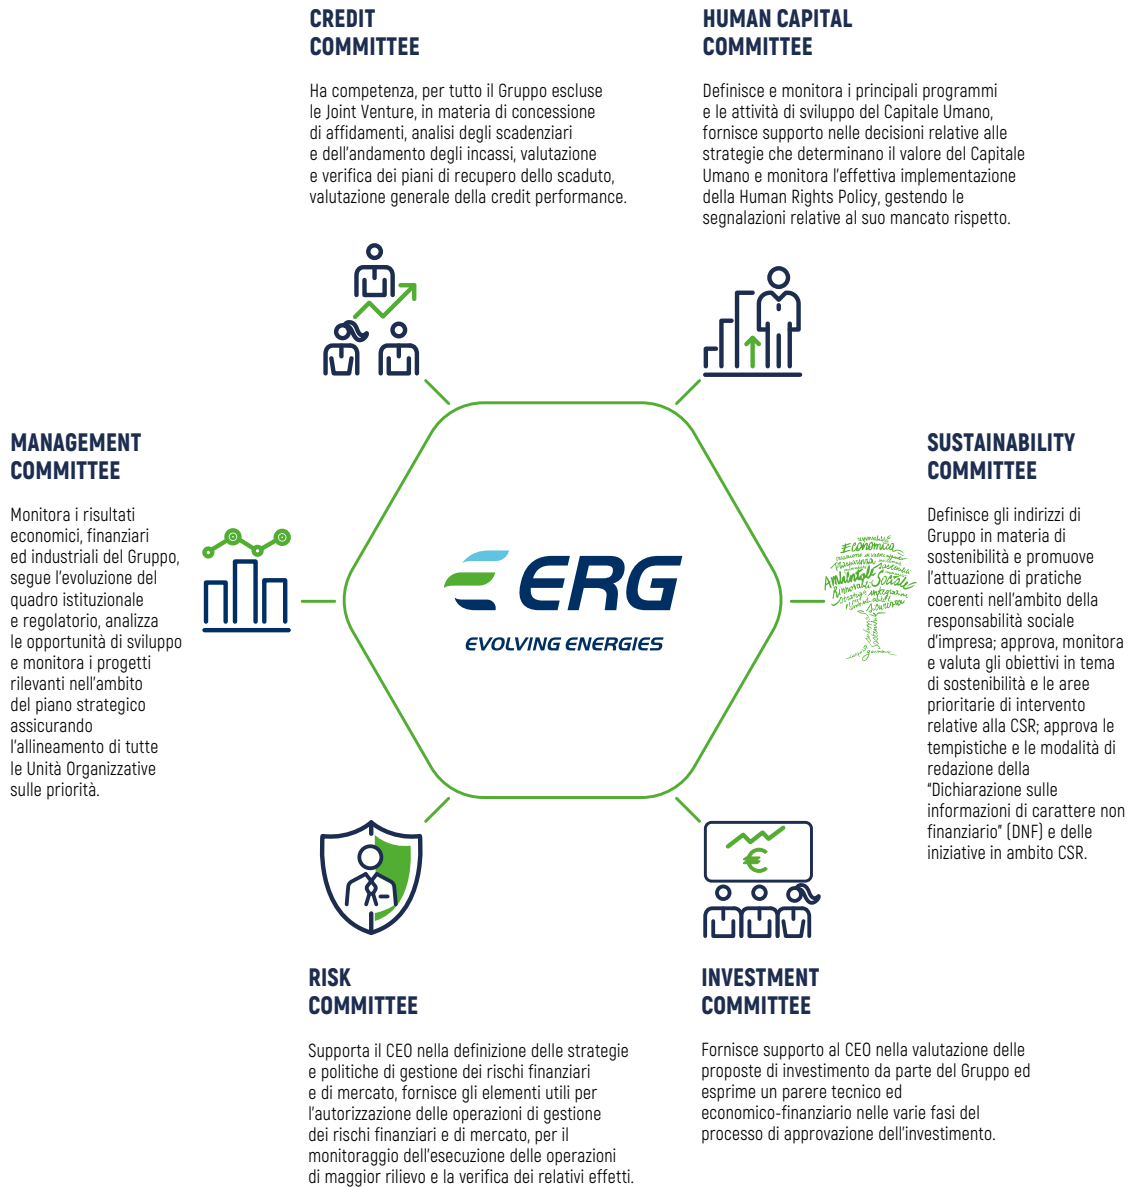 CREDIT
COMMITTEE
Ha competenza, per tutto il Gruppo escluse
le Joint Venture, in materia di concessione
di affidamenti, analisi degli scadenziari
e dell'andamento degli incassi, valutazione
e verifica dei piani di recupero dello scaduto,
valutazione generale della credit performance.
HUMAN CAPITAL
COMMITTEE
Definisce e monitora i principali programmi
e le attività di sviluppo del Capitale Umano,
fornisce supporto nelle decisioni relative alle
strategie che determinano il valore del Capitale
Umano e monitora l'effettiva implementazione
della Human Rights Policy, gestendo le
segnalazioni relative al suo mancato rispetto.
MANAGEMENT
COMMITTEE
Monitora i risultati
economici, finanziari
ed industriali del Gruppo,
segue l'evoluzione del
quadro istituzionale
e regolatorio, analizza
le opportunità di sviluppo
e monitora i progetti
rilevanti nell'ambito
del piano strategico
assicurando
l'allineamento di tutte
le Unità Organizzative
sulle priorità.
ERG
EVOLVING ENERGIES
Economica
Trasparenza
Ambientale
Sociale
Rinnovabili
Strategie integrazione
Sicurezza
SUSTAINABILITY
COMMITTEE
Definisce gli indirizzi di
Gruppo in materia di
sostenibilità e promuove
l'attuazione di pratiche
coerenti nell'ambito della
responsabilità sociale
d'impresa; approva, monitora
e valuta gli obiettivi in tema
di sostenibilità e le aree
prioritarie di intervento
relative alla CSR; approva le
tempistiche e le modalità di
redazione della
"Dichiarazione sulle
informazioni di carattere non
finanziario" (DNF) e delle
iniziative in ambito CSR.
€
RISK
COMMITTEE
Supporta il CEO nella definizione delle strategie
e politiche di gestione dei rischi finanziari
e di mercato, fornisce gli elementi utili per
l'autorizzazione delle operazioni di gestione
dei rischi finanziari e di mercato, per il
monitoraggio dell'esecuzione delle operazioni
di maggior rilievo e la verifica dei relativi effetti.
INVESTMENT
COMMITTEE
Fornisce supporto al CEO nella valutazione delle
proposte di investimento da parte del Gruppo ed
esprime un parere tecnico ed
economico-finanziario nelle varie fasi del
processo di approvazione dell'investimento.